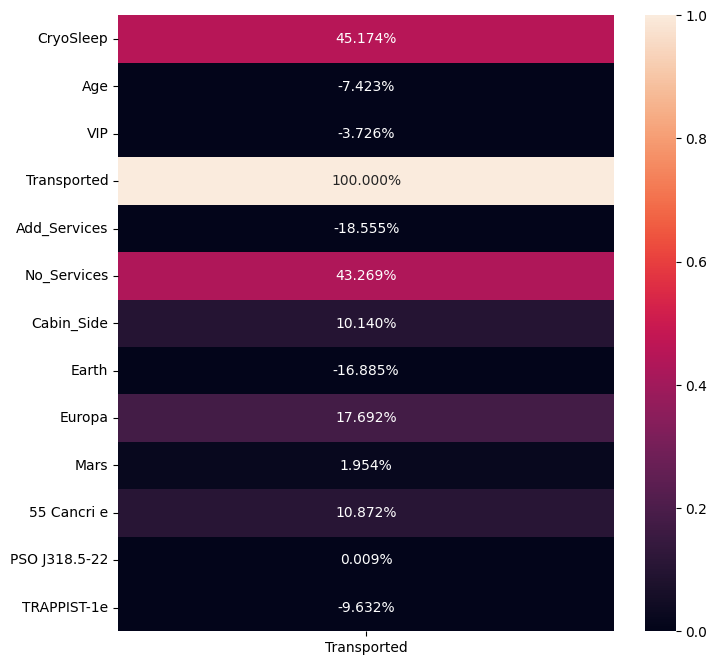 CryoSleep 45.174%
Age -7.423%
VIP -3.726%
Transported 100.000%
Add_Services -18.555%
No_Services 43.269%
Cabin_Side 10.140%
Earth -16.885%
Europa 17.692%
Mars 1.954%
55 Cancri e 10.872%
PSO J318.5-22 0.009%
TRAPPIST-1e -9.632%
Transported
1.0
0.8
0.6
0.4
0.2
0.0